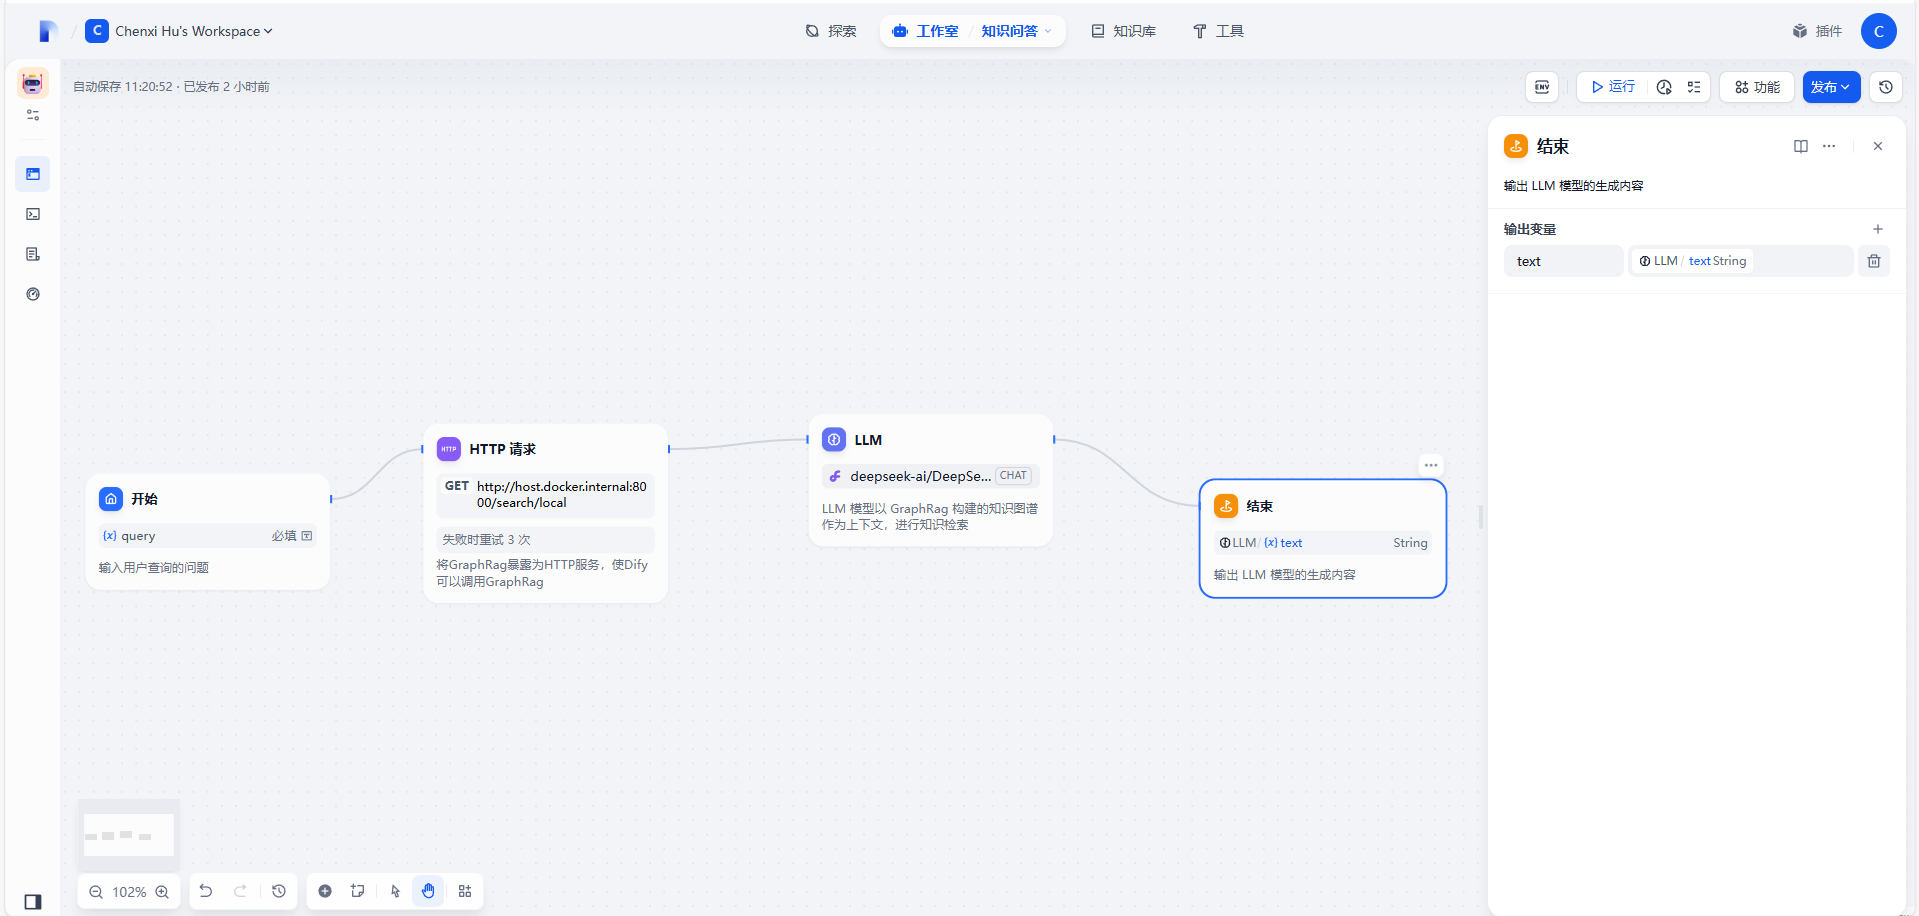 C Chenxi Hu's Workspace
探索
工作室 / 知识问答
知识库
工具
插件
C
自动保存 11:20:52 · 已发布 2 小时前
ENV
运行
功能
发布
开始
{x} query 必填
输入用户查询的问题
HTTP HTTP 请求
GET http://host.docker.internal:80
00/search/local
失败时重试 3 次
将GraphRag暴露为HTTP服务，使Dify
可以调用GraphRag
LLM
deepseek-ai/DeepSe... CHAT
LLM 模型以 GraphRag 构建的知识图谱
作为上下文，进行知识检索
结束
LLM / {x} text String
输出 LLM 模型的生成内容
结束
输出 LLM 模型的生成内容
输出变量
text LLM / text String
102%